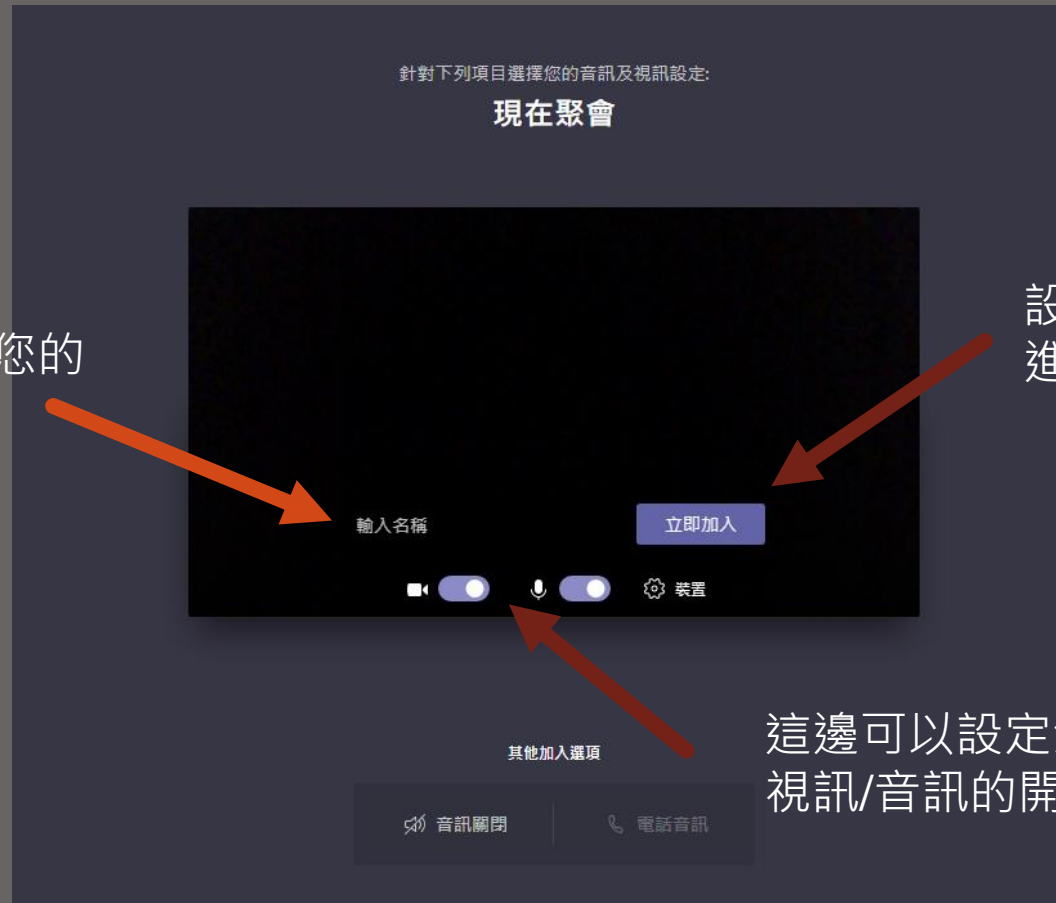 針對下列項目選擇您的音訊及視訊設定:
現在聚會
您的
設
進
輸入名稱
立即加入
裝置
這邊可以設定
視訊/音訊的開
其他加入選項
音訊關閉
電話音訊